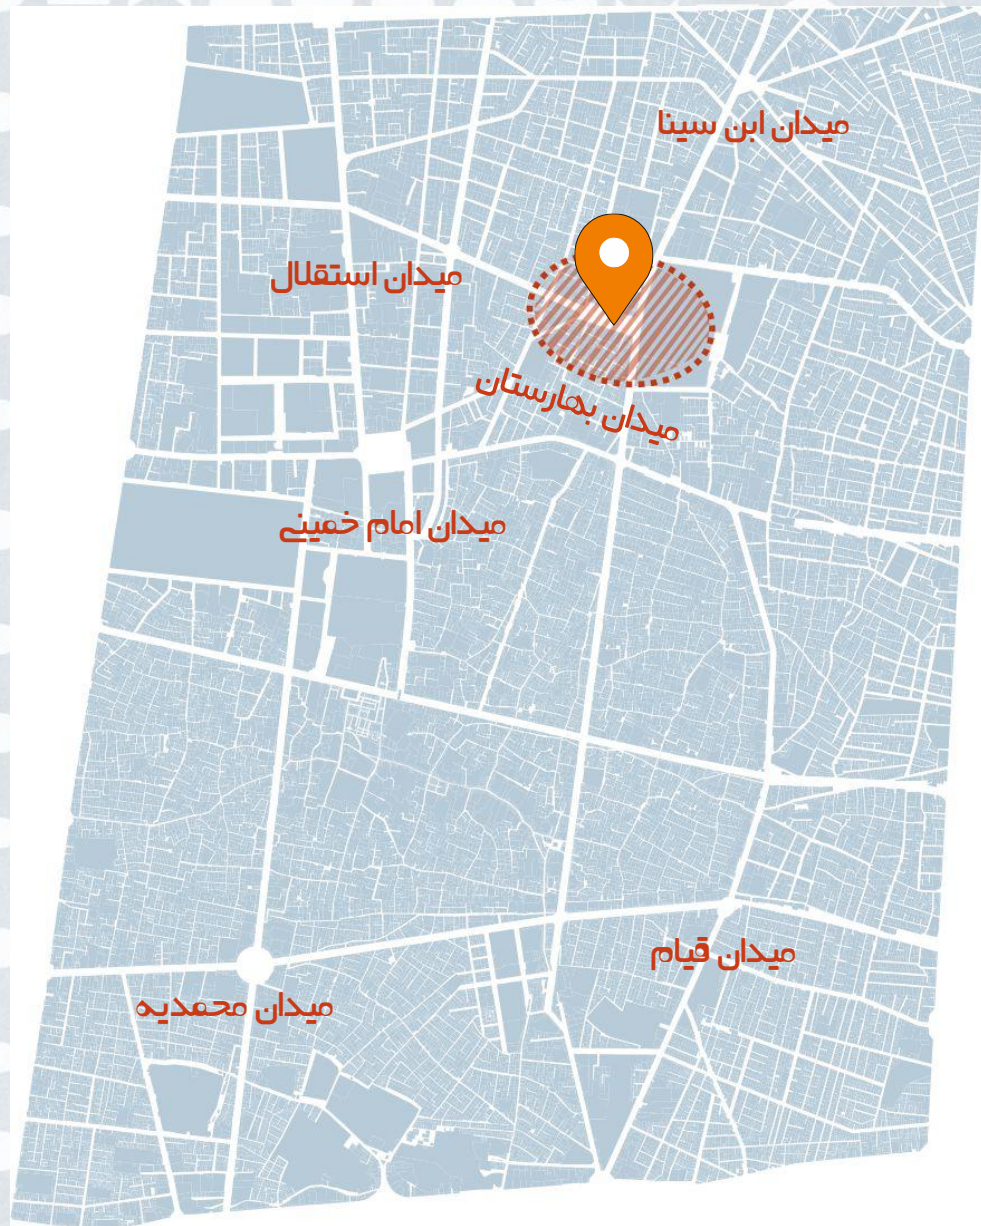 میدان ابن سینا
میدان استقلال
میدان بهارستان
میدان امام خمینی
میدان قیام
میدان محمدیه